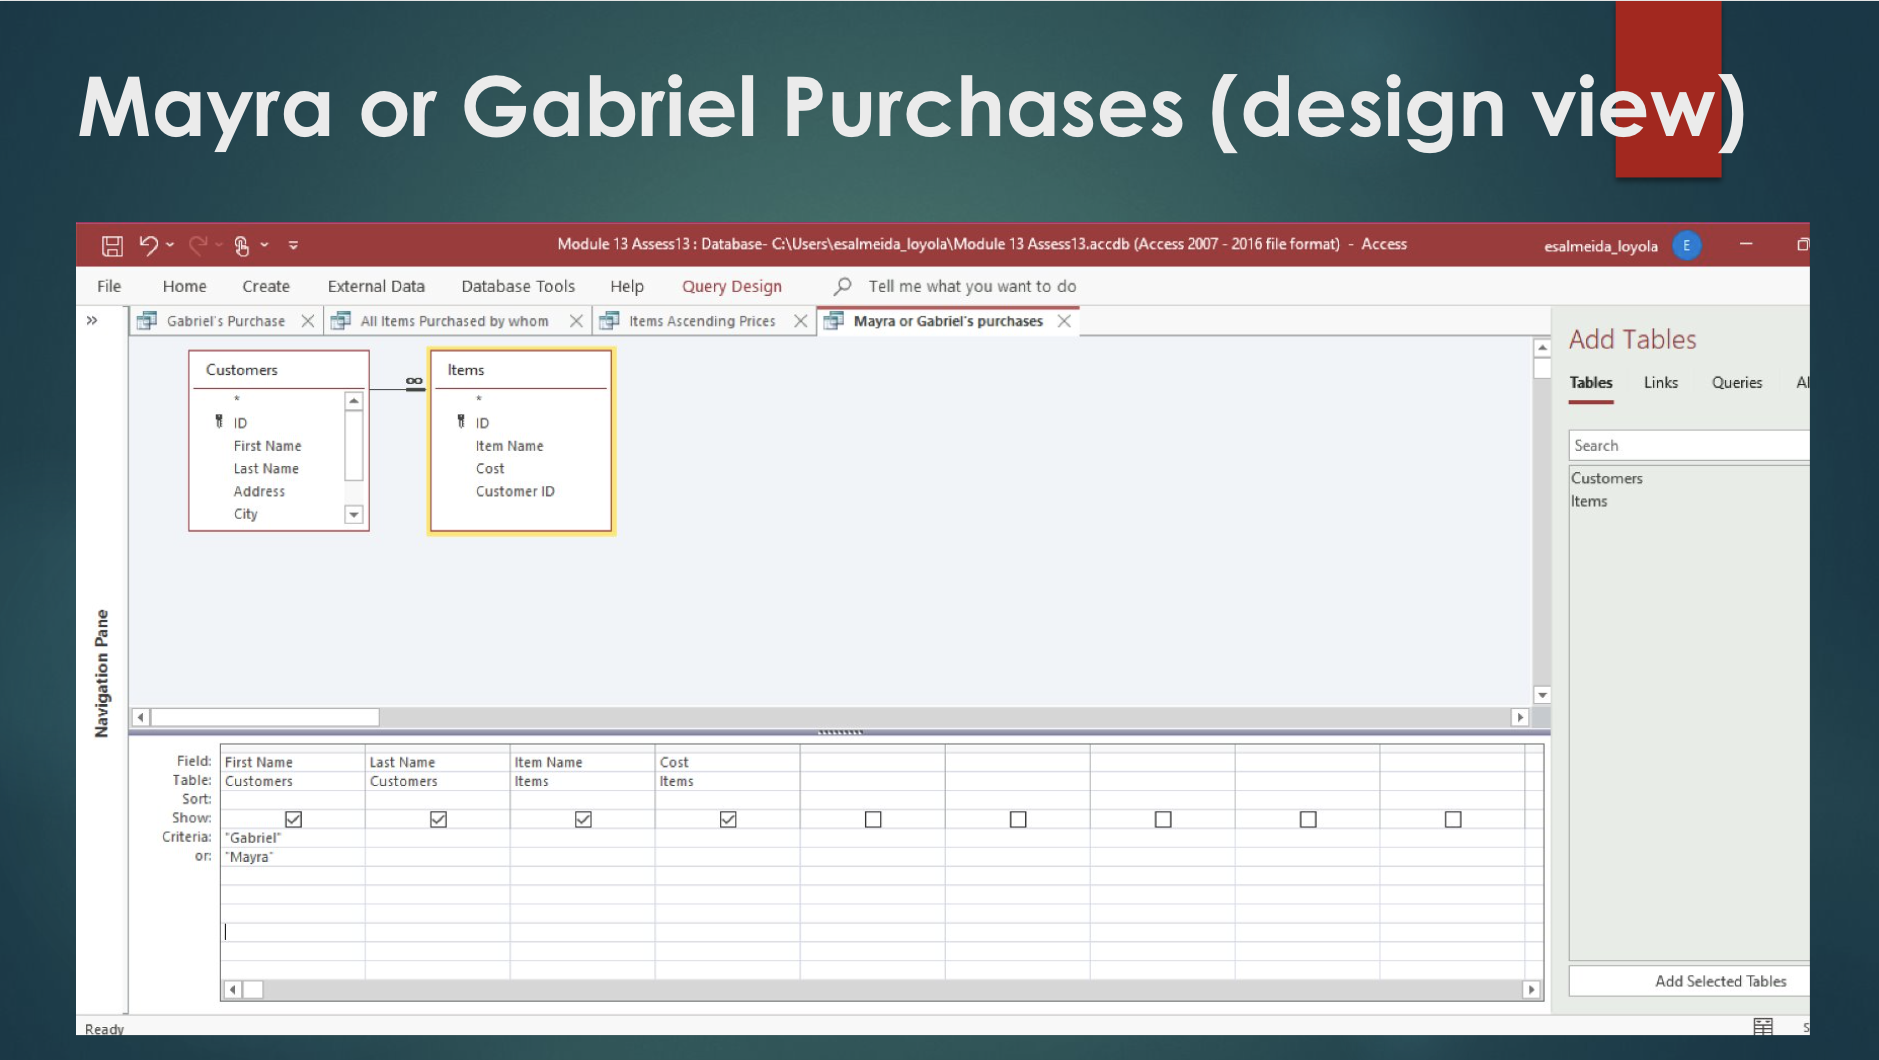 Mayra or Gabriel Purchases (design view)
Module 13 Assess13 : Database- C:\Users\esalmeida_loyola\Module 13 Assess13.accdb (Access 2007 - 2016 file format) - Access
esalmeida_loyola E
File Home Create External Data Database Tools Help Query Design Tell me what you want to do
» Gabriel's Purchase All Items Purchased by whom Items Ascending Prices Mayra or Gabriel's purchases
Navigation Pane
Customers
*
ID
First Name
Last Name
Address
City
∞
Items
*
ID
Item Name
Cost
Customer ID
Add Tables
Tables Links Queries Al
Search
Customers
Items
Add Selected Tables
Field: First Name Last Name Item Name Cost
Table: Customers Customers Items Items
Sort:
Show:
Criteria: "Gabriel"
or: "Mayra"
Ready